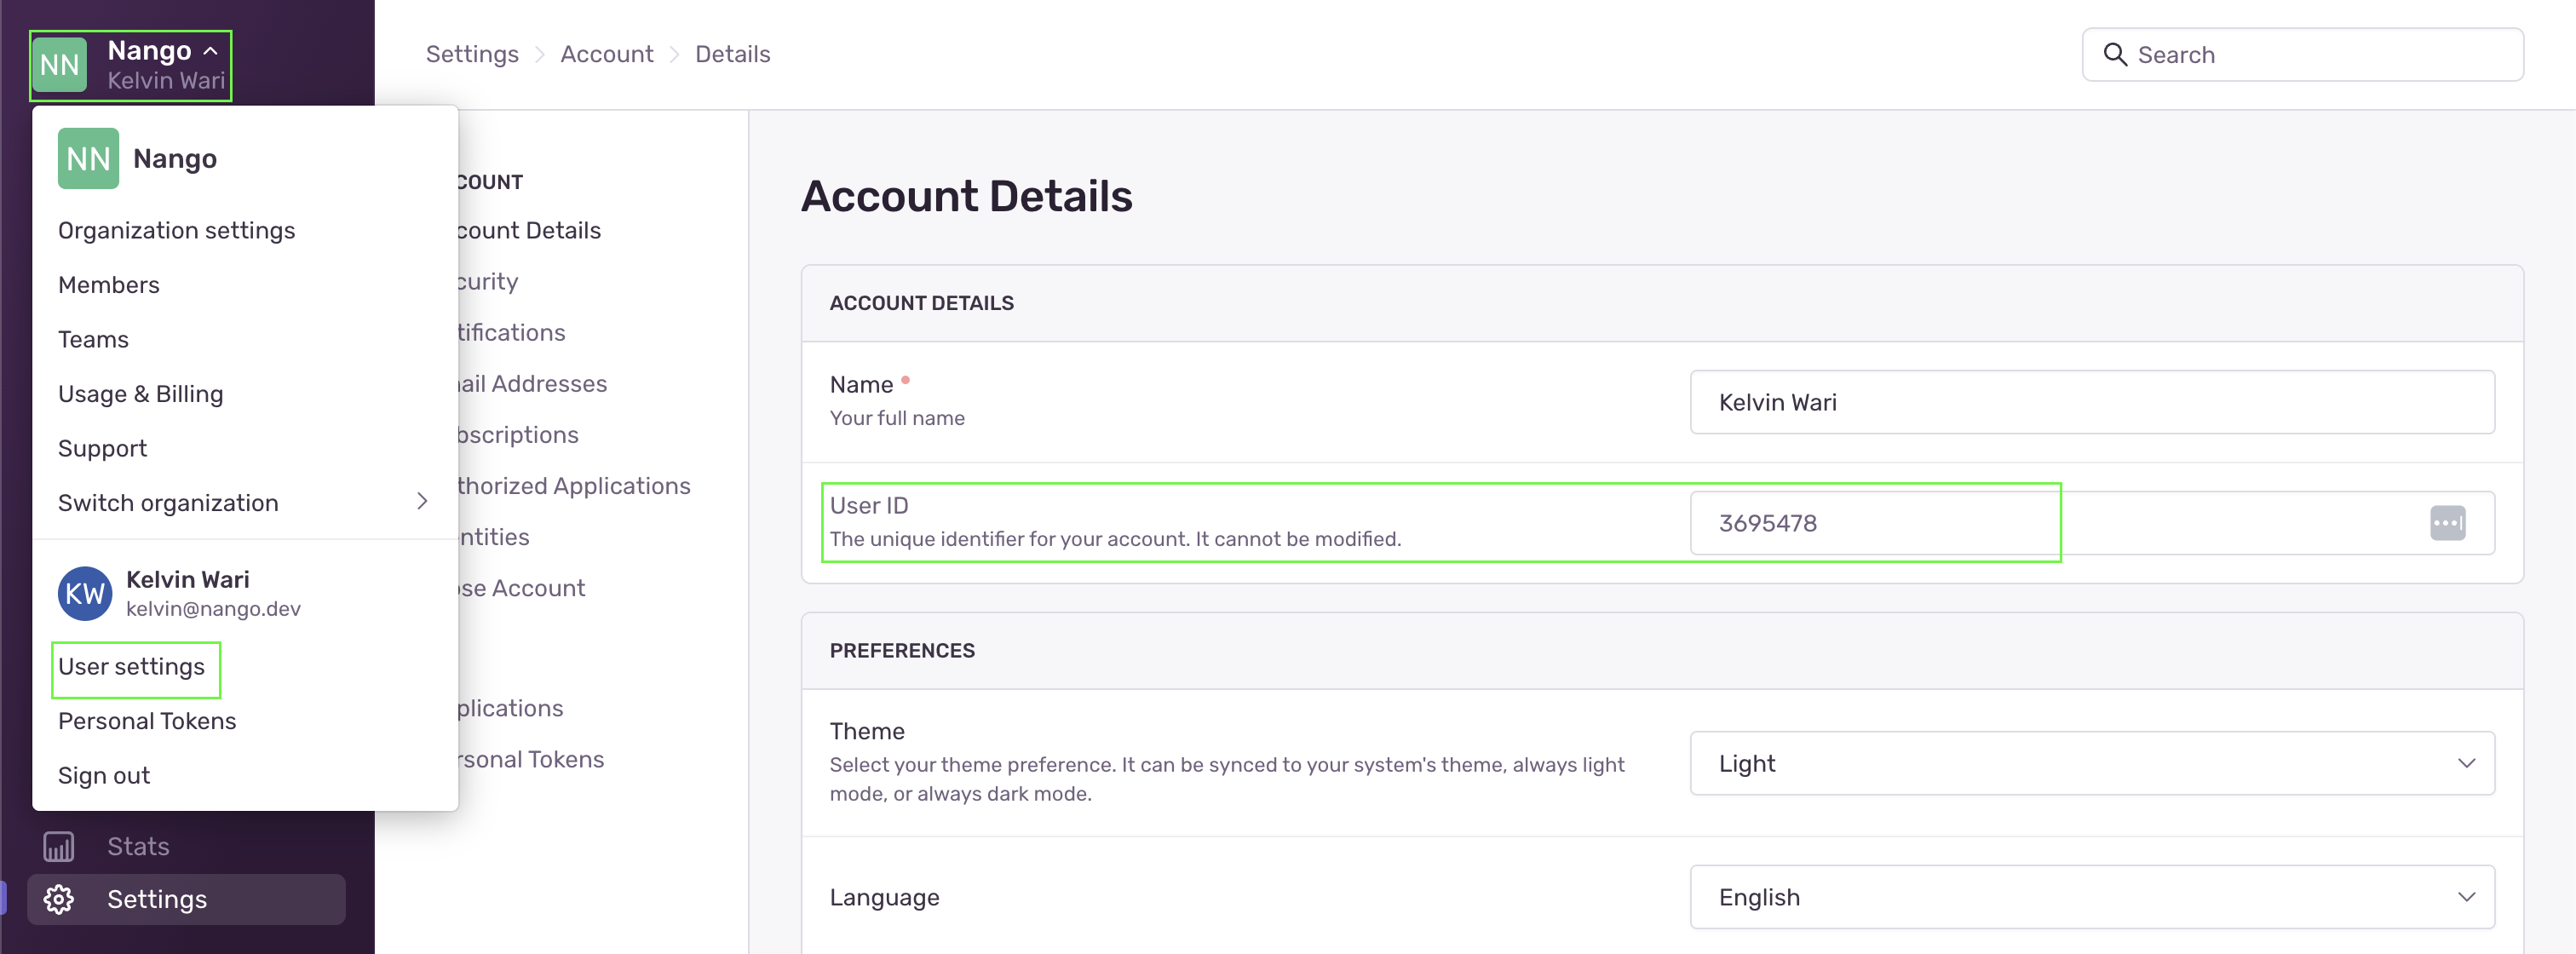 NN
Nango
Kelvin Wari
Settings
Account
Details
Search
NN
Nango
Organization settings
Members
Teams
Usage & Billing
Support
Switch organization
Kelvin Wari
KW
kelvin@nango.dev
User settings
Personal Tokens
Sign out
Stats
Settings
COUNT
count Details
curity
tifications
ail Addresses
bscriptions
thorized Applications
ntities
se Account
plications
rsonal Tokens
Account Details
ACCOUNT DETAILS
Name
Your full name
Kelvin Wari
User ID
The unique identifier for your account. It cannot be modified.
3695478
PREFERENCES
Theme
Select your theme preference. It can be synced to your system's theme, always light
mode, or always dark mode.
Light
Language
English